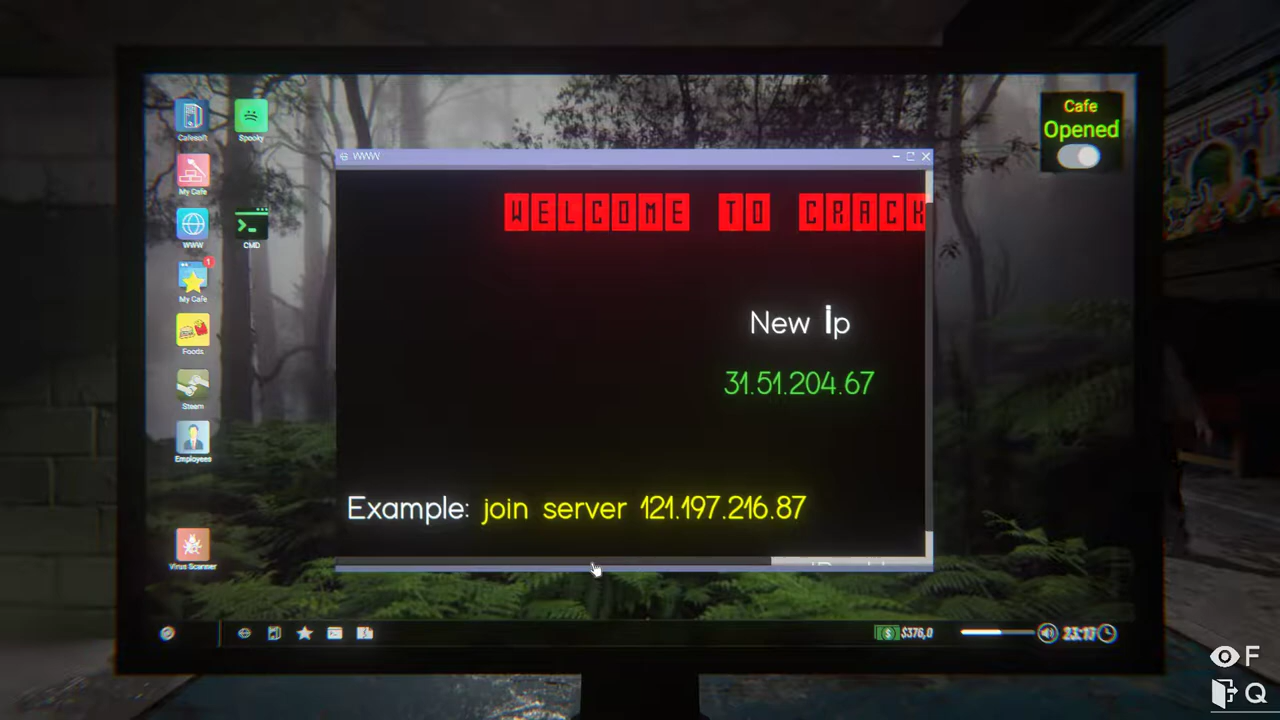 Cafesoft
Spooky
Cafe
Opened
WWW
My Cafe
WELCOME TO CRACK
WWW
CMD
New ip
My Cafe
1
31.51.204.67
Foods
Steam
Employees
Example: join server 121.197.216.87
Virus Scanner
$376,0
23:17
F
Q